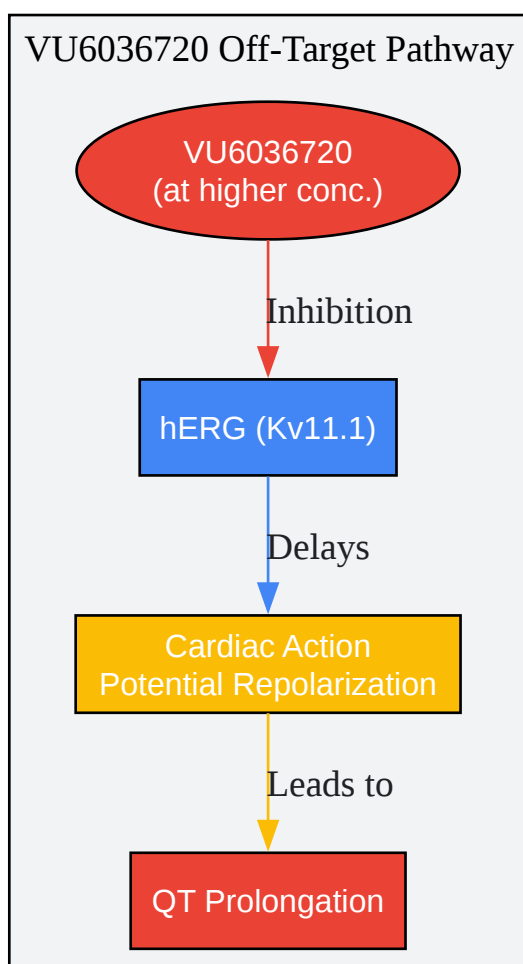 VU6036720 Off-Target Pathway
VU6036720
(at higher conc.)
Inhibition
hERG (Kv11.1)
Delays
Cardiac Action
Potential Repolarization
Leads to
QT Prolongation